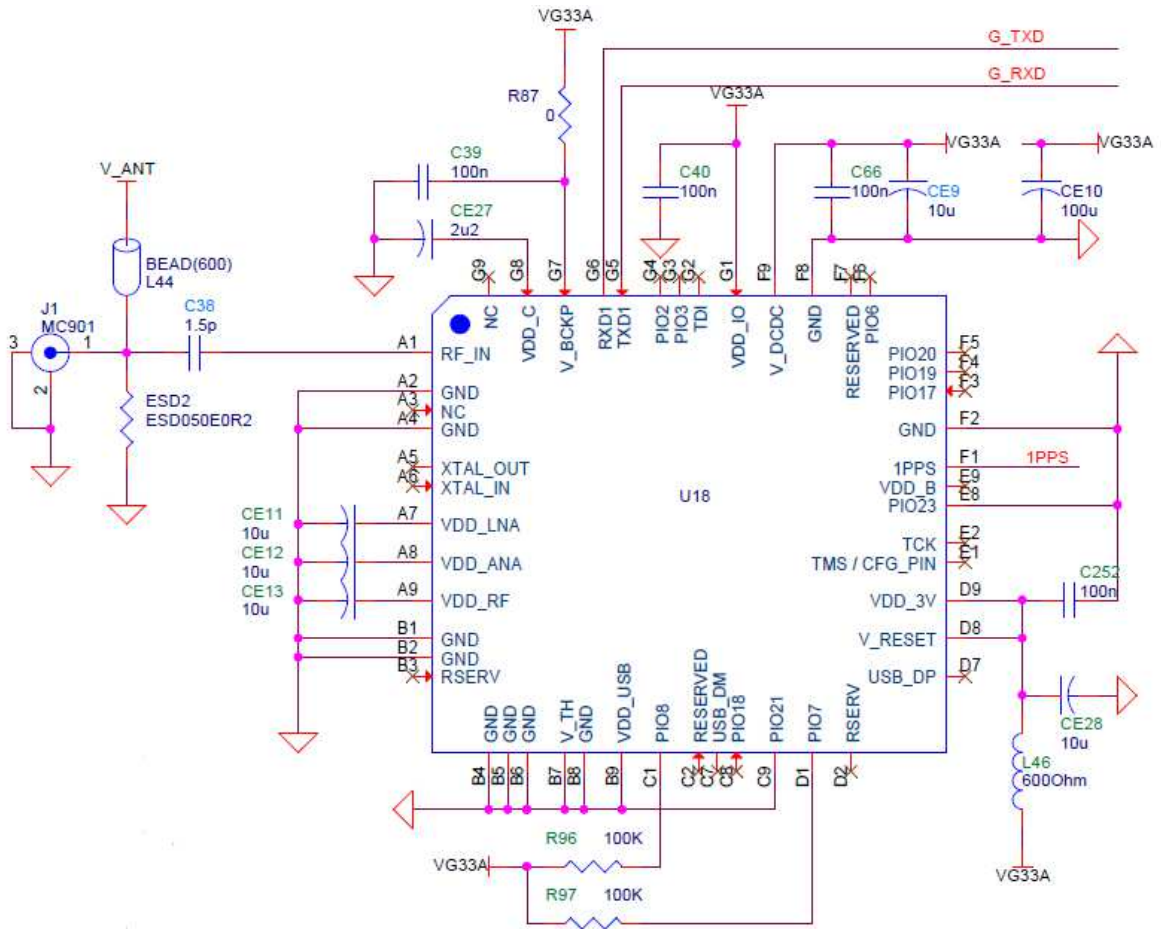 VG33A
G_TXD
G_RXD
R87
0
VG33A
V_ANT
C39
100n
C40
100n
C66
100n
VG33A
CE9
10u
VG33A
CE10
100u
CE27
2u2
BEAD(600)
L44
J1
MC901
3
1
2
C38
1.5p
ESD2
ESD050E0R2
G9
G8
G7
G6
G5
G4
G3
G2
G1
F9
F8
F7
F6
NC
VDD_C
V_BCKP
RXD1
TXD1
PIO2
PIO3
TDI
VDD_IO
V_DCDC
GND
RESERVED
PIO6
A1 RF_IN
A2 GND
A3 NC
A4 GND
A5 XTAL_OUT
A6 XTAL_IN
CE11
10u
A7 VDD_LNA
CE12
10u
A8 VDD_ANA
CE13
10u
A9 VDD_RF
B1 GND
B2 GND
B3 RSERV
U18
PIO20 F5
PIO19 F4
PIO17 F3
GND F2
1PPS F1 1PPS
VDD_B E9
PIO23 E8
TCK E2
TMS / CFG_PIN E1
C252
100n
VDD_3V D9
V_RESET D8
USB_DP D7
CE28
10u
L46
600Ohm
VG33A
GND
GND
GND
V_TH
GND
VDD_USB
PIO8
RESERVED
USB_DM
PIO18
PIO21
PIO7
RSERV
B4
B5
B6
B7
B8
B9
C1
C2
C7
C8
C9
D1
D2
R96 100K
VG33A
R97 100K